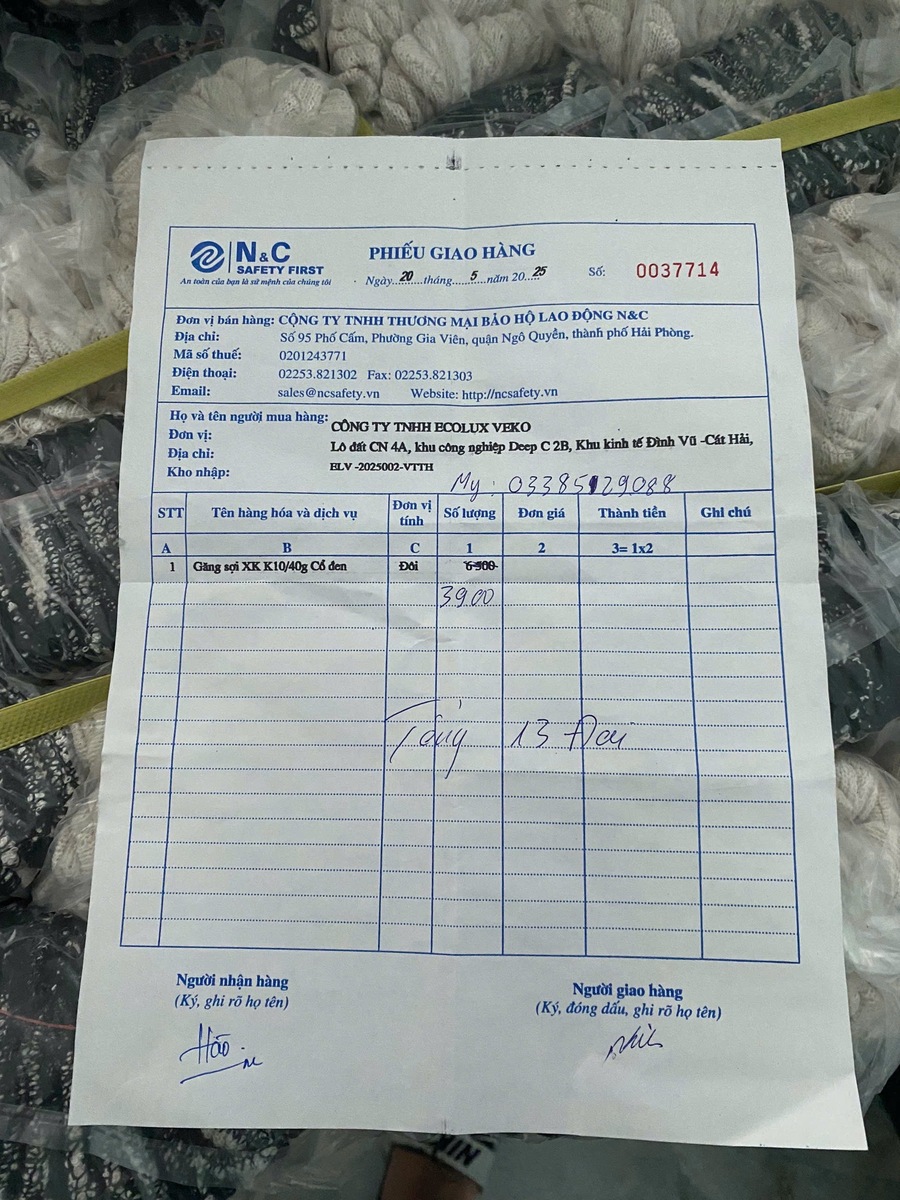 N&C
SAFETY FIRST
An toàn của bạn là sứ mệnh của chúng tôi
PHIẾU GIAO HÀNG
Ngày 20 tháng 5 năm 20 25
Số: 0037714
Đơn vị bán hàng: CÔNG TY TNHH THƯƠNG MẠI BẢO HỘ LAO ĐỘNG N&C
Địa chỉ: Số 95 Phố Cấm, Phường Gia Viên, quận Ngô Quyền, thành phố Hải Phòng.
Mã số thuế: 0201243771
Điện thoại: 02253.821302 Fax: 02253.821303
Email: sales@ncsafety.vn Website: http://ncsafety.vn
Họ và tên người mua hàng:
Đơn vị: CÔNG TY TNHH ECOLUX VEKO
Địa chỉ: Lô đất CN 4A, khu công nghiệp Deep C 2B, Khu kinh tế Đình Vũ -Cát Hải,
Kho nhập: ELV -2025002-VTTH
My: 03385129088
STT Tên hàng hóa và dịch vụ Đơn vị tính Số lượng Đơn giá Thành tiền Ghi chú
A B C 1 2 3= 1x2
1 Găng sợi XK K10/40g Cổ đen Đôi 6 500
3900
Tổng 13 Đai
Người nhận hàng
(Ký, ghi rõ họ tên)
Hảo
Người giao hàng
(Ký, đóng dấu, ghi rõ họ tên)